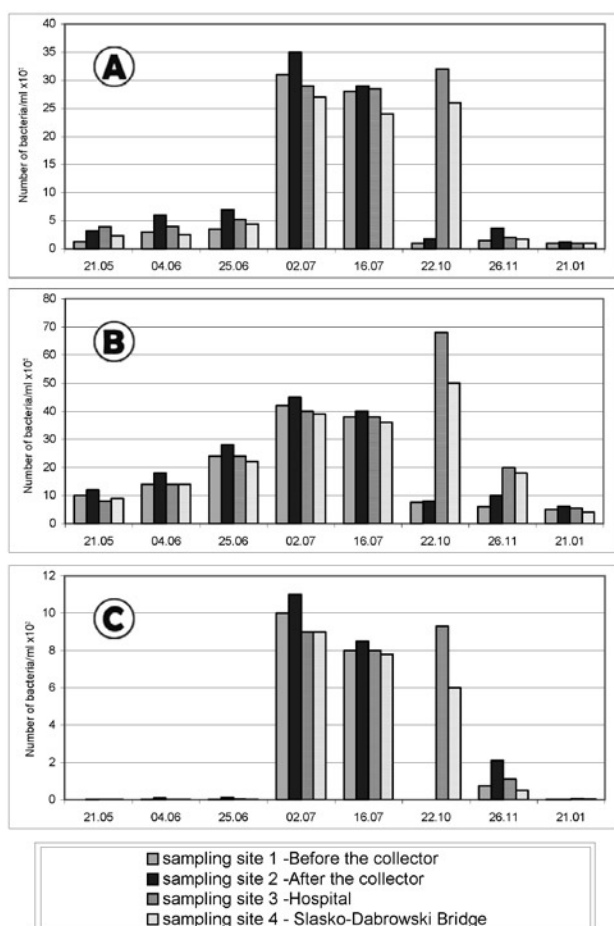 A
Number of bacteria/ml x10²
40
35
30
25
20
15
10
5
0
21.05 04.06 25.06 02.07 16.07 22.10 26.11 21.01
B
Number of bacteria/ml x10²
80
70
60
50
40
30
20
10
0
21.05 04.06 25.06 02.07 16.07 22.10 26.11 21.01
C
Number of bacteria/ml x10²
12
10
8
6
4
2
0
21.05 04.06 25.06 02.07 16.07 22.10 26.11 21.01
sampling site 1 -Before the collector
sampling site 2 -After the collector
sampling site 3 -Hospital
sampling site 4 - Slasko-Dabrowski Bridge